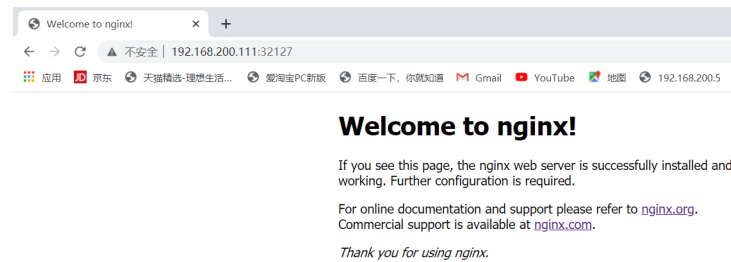 Welcome to nginx!
不安全 | 192.168.200.111:32127
应用 JD 京东 天猫精选-理想生活... 爱淘宝PC新版 百度一下，你就知道 Gmail YouTube 地图 192.168.200.5
Welcome to nginx!
If you see this page, the nginx web server is successfully installed and
working. Further configuration is required.
For online documentation and support please refer to nginx.org.
Commercial support is available at nginx.com.
Thank you for using nginx.